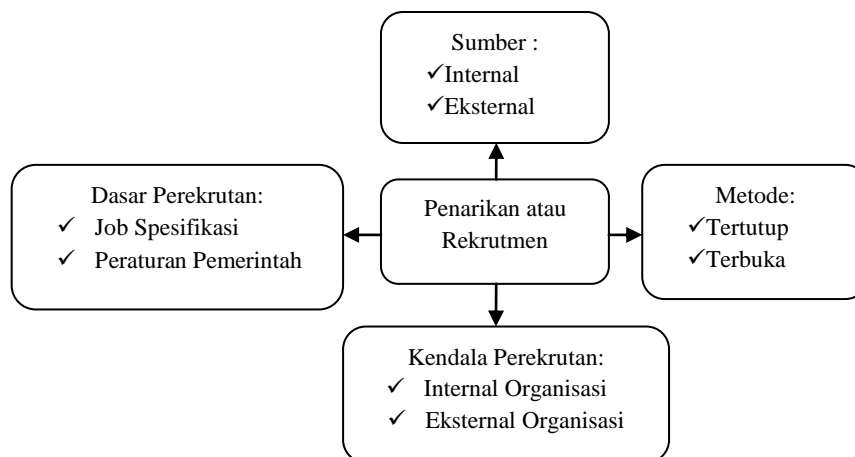 Sumber :
✓Internal
✓Eksternal
Dasar Perekrutan:
✓ Job Spesifikasi
✓ Peraturan Pemerintah
Penarikan atau
Rekrutmen
Metode:
✓Tertutup
✓Terbuka
Kendala Perekrutan:
✓ Internal Organisasi
✓ Eksternal Organisasi